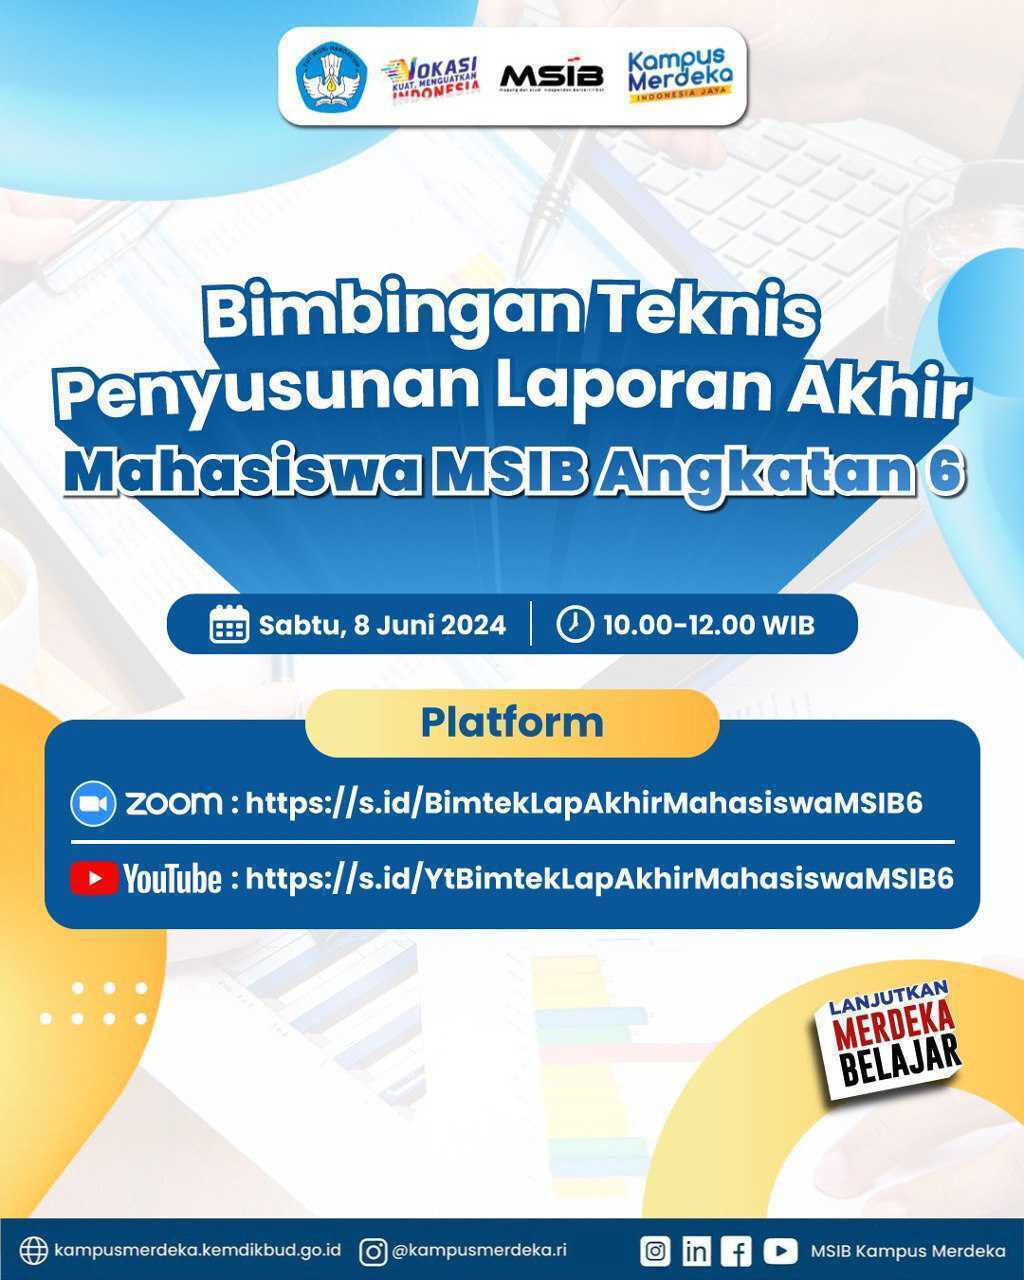 VOKASI
KUAT, MENGUATKAN
INDONESIA
MSIB
Kampus
Merdeka
INDONESIA JAYA
Bimbingan Teknis
Penyusunan Laporan Akhir
Mahasiswa MSIB Angkatan 6
Sabtu, 8 Juni 2024
10.00-12.00 WIB
Platform
zoom : https://s.id/BimtekLapAkhirMahasiswaMSIB6
YouTube : https://s.id/YtBimtekLapAkhirMahasiswaMSIB6
LANJUTKAN
MERDEKA
BELAJAR
kampusmerdeka.kemdikbud.go.id @kampusmerdeka.ri in f MSIB Kampus Merdeka